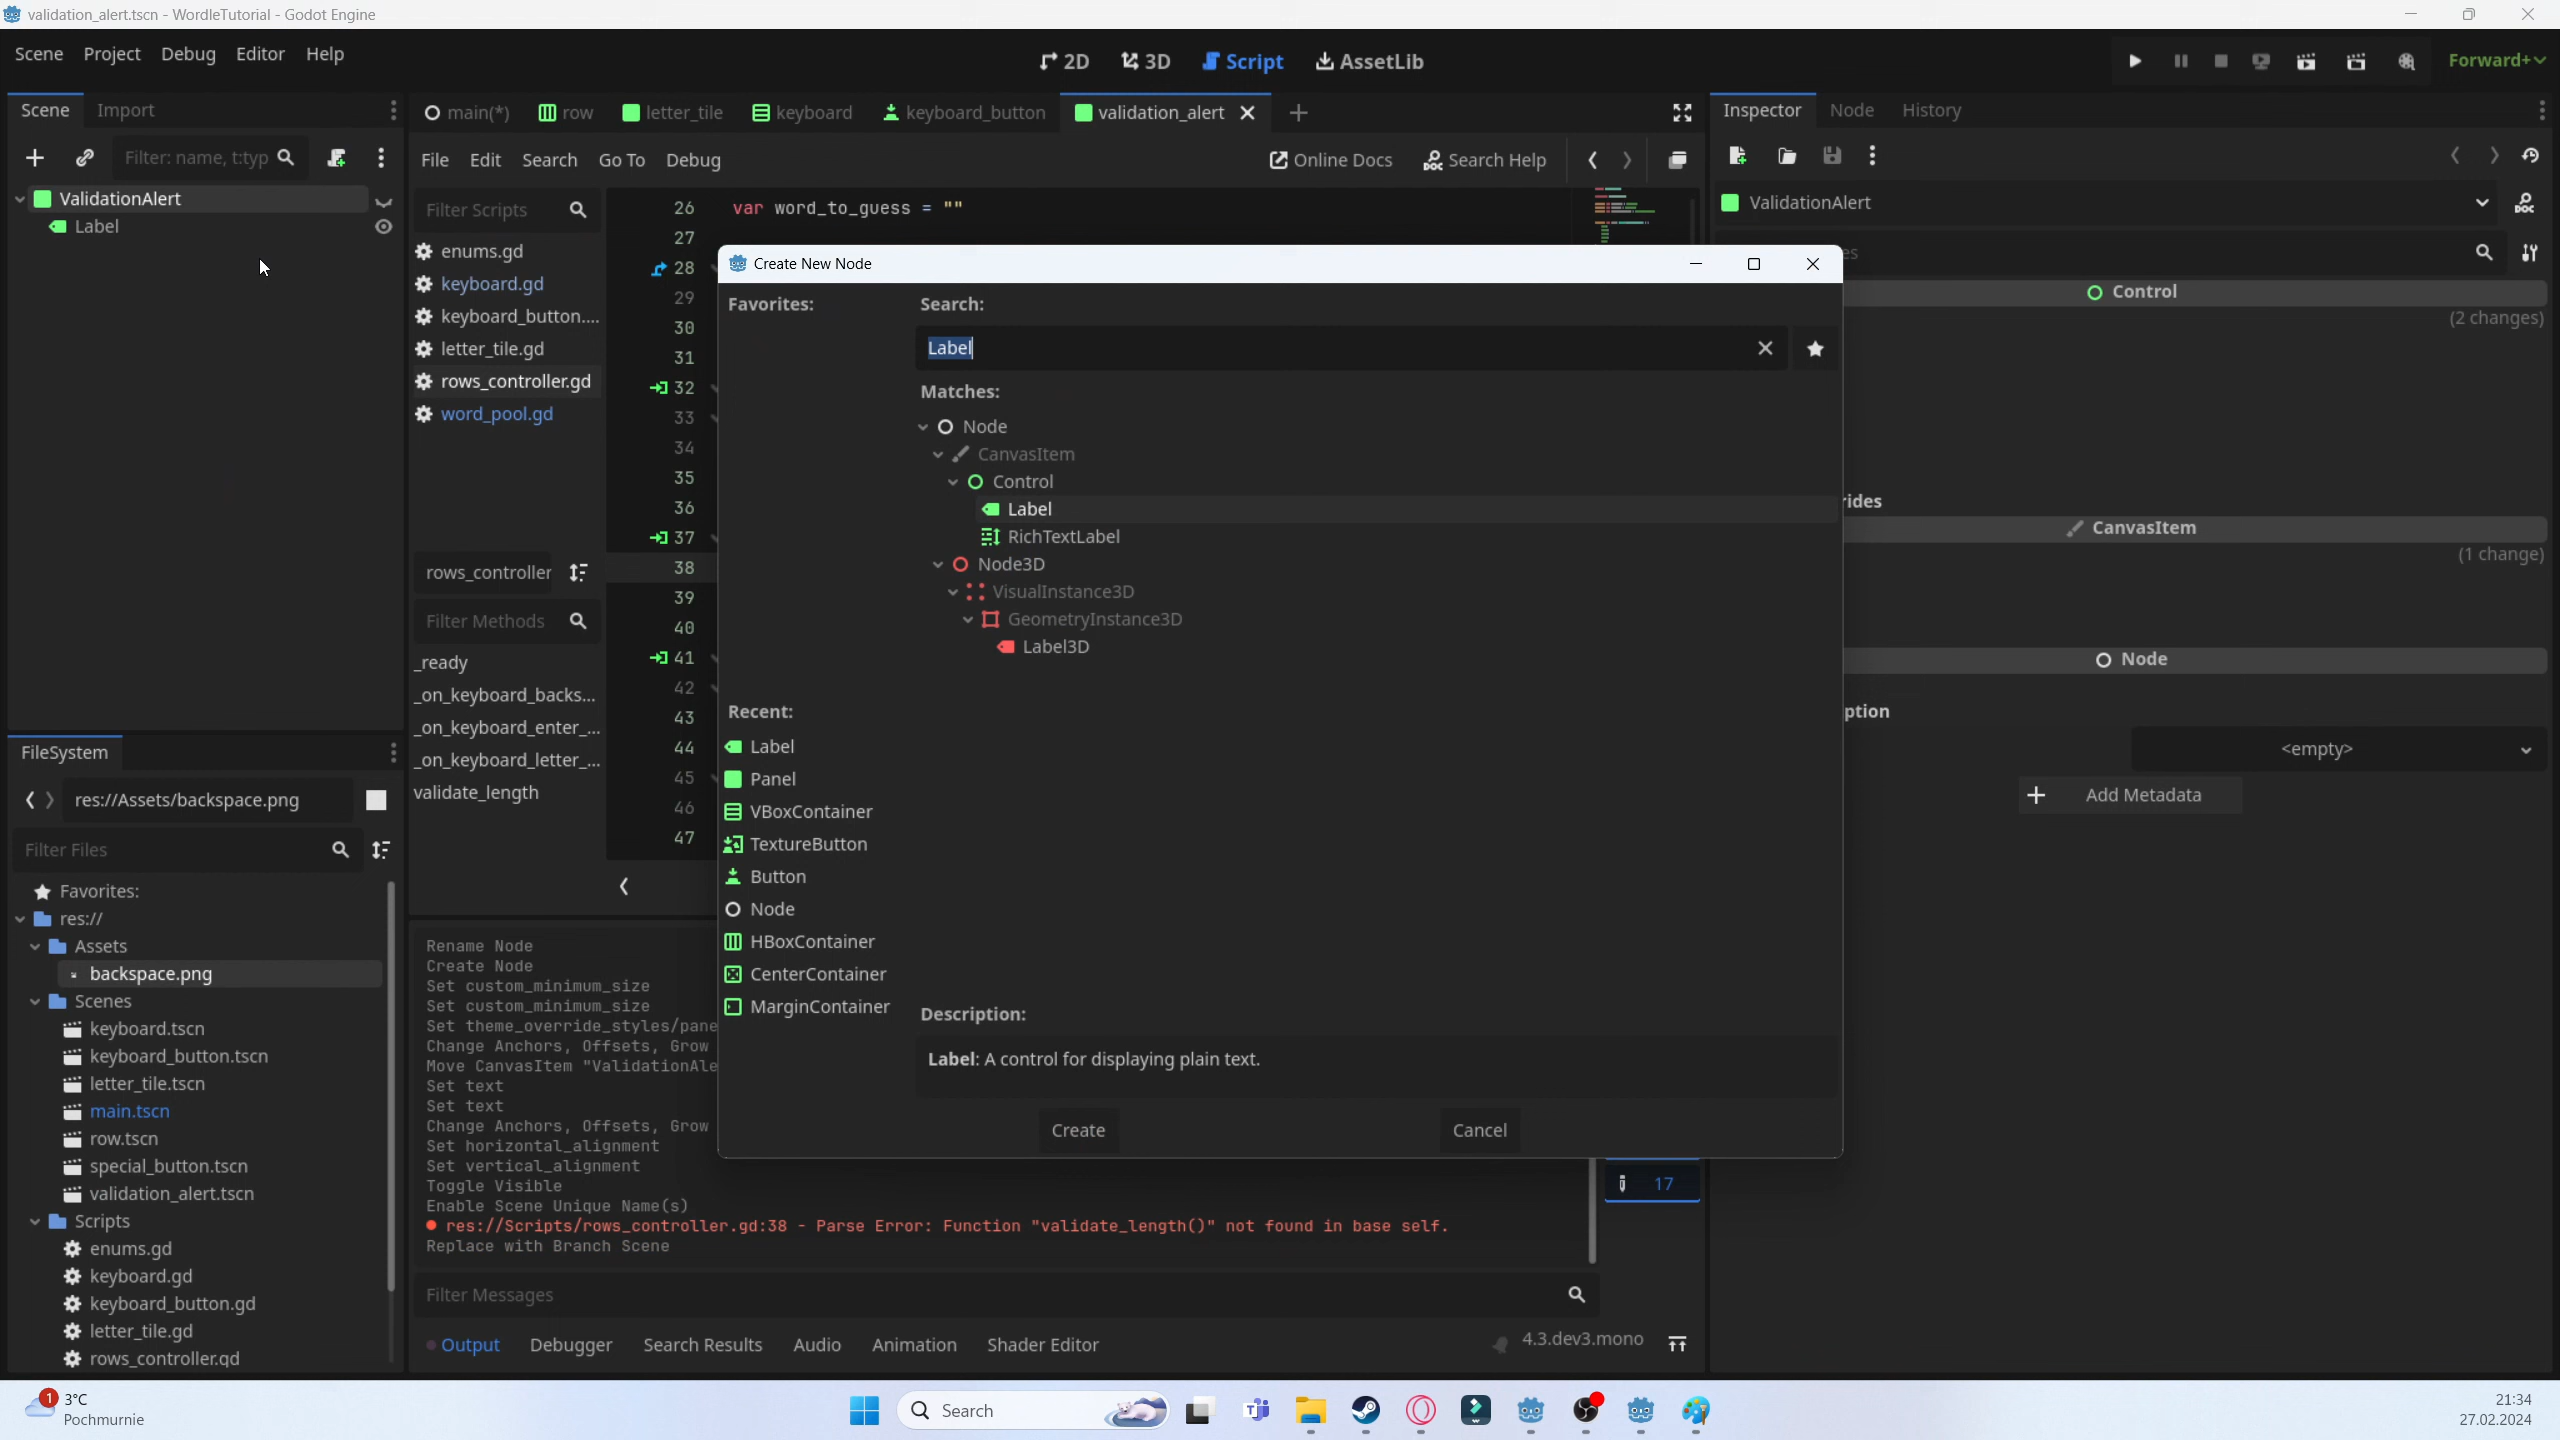 validation_alert.tscn - WordleTutorial - Godot Engine
Scene Project Debug Editor Help
2D 3D Script AssetLib
Forward+
Scene Import
main(*) row letter_tile keyboard keyboard_button validation_alert
Inspector Node History
Filter: name, t:typ
File Edit Search Go To Debug
Online Docs Search Help
ValidationAlert
Label
Filter Scripts
enums.gd
keyboard.gd
keyboard_button....
letter_tile.gd
rows_controller.gd
word_pool.gd
rows_controller
Filter Methods
_ready
_on_keyboard_backs...
_on_keyboard_enter_...
_on_keyboard_letter_...
validate_length
26 var word_to_guess = ""
27
28
29
30
31
32
33
34
35
36
37
38
39
40
41
42
43
44
45
46
47
Create New Node
Favorites:
Search:
Label
Matches:
Node
CanvasItem
Control
Label
RichTextLabel
Node3D
VisualInstance3D
GeometryInstance3D
Label3D
Recent:
Label
Panel
VBoxContainer
TextureButton
Button
Node
HBoxContainer
CenterContainer
MarginContainer
Description:
Label: A control for displaying plain text.
Create Cancel
ValidationAlert
es
Control
(2 changes)
rides
CanvasItem
(1 change)
Node
ption
<empty>
Add Metadata
FileSystem
res://Assets/backspace.png
Filter Files
Favorites:
res://
Assets
backspace.png
Scenes
keyboard.tscn
keyboard_button.tscn
letter_tile.tscn
main.tscn
row.tscn
special_button.tscn
validation_alert.tscn
Scripts
enums.gd
keyboard.gd
keyboard_button.gd
letter_tile.gd
rows_controller.gd
Rename Node
Create Node
Set custom_minimum_size
Set custom_minimum_size
Set theme_override_styles/pane
Change Anchors, Offsets, Grow
Move CanvasItem "ValidationAle
Set text
Set text
Change Anchors, Offsets, Grow
Set horizontal_alignment
Set vertical_alignment
Toggle Visible
Enable Scene Unique Name(s)
res://Scripts/rows_controller.gd:38 - Parse Error: Function "validate_length()" not found in base self.
Replace with Branch Scene
17
Filter Messages
Output Debugger Search Results Audio Animation Shader Editor
4.3.dev3.mono
1
3°C
Pochmurnie
Search
21:34
27.02.2024